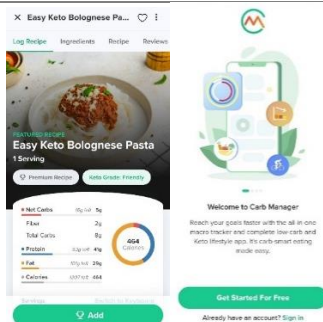 Easy Keto Bolognese Pa...
Log Recipe Ingredients Recipe Reviews
FEATURED RECIPE
Easy Keto Bolognese Pasta
1 Serving
Premium Recipe Keto Grade: Friendly
Net Carbs 5g
Fiber 2g
Total Carbs 8g
Protein 41g
Fat 29g
Calories 464
464
Calories
Servings
Add
Welcome to Carb Manager
Reach your goals faster with the all in one
macro tracker and complete low-carb and
Keto lifestyle app. It's carb-smart eating
made easy.
Get Started For Free
Already have an account? Sign in